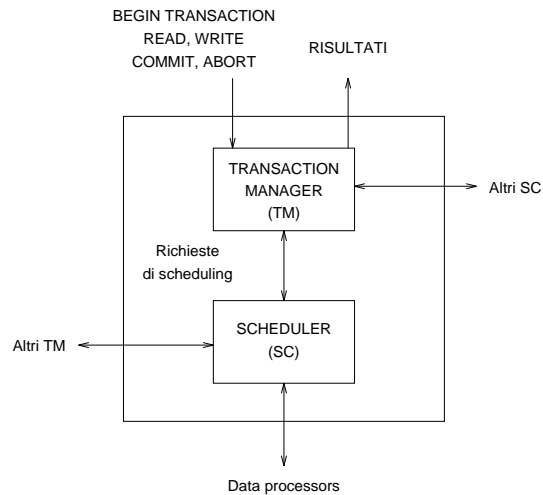 BEGIN TRANSACTION
READ, WRITE
COMMIT, ABORT
RISULTATI
TRANSACTION
MANAGER
(TM)
Altri SC
Richieste
di scheduling
SCHEDULER
(SC)
Altri TM
Data processors